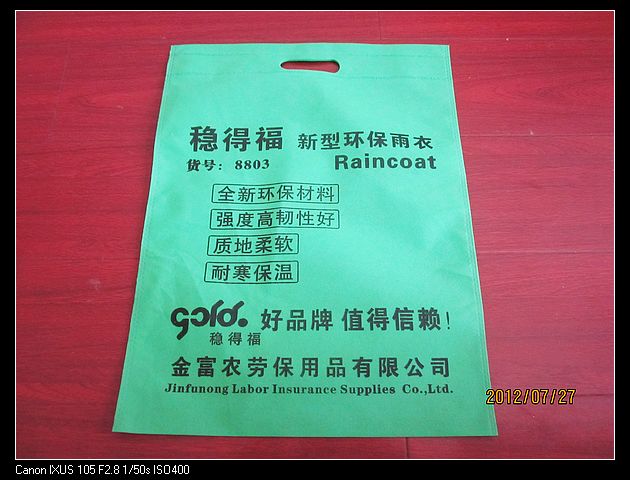 稳得福 新型环保雨衣
货号：8803 Raincoat
全新环保材料
强度高韧性好
质地柔软
耐寒保温
好品牌 值得信赖！
稳得福
金富农劳保用品有限公司
Jinfunong Labor Insurance Supplies Co.,Ltd.
2012/07/27
Canon IXUS 105 F2.8 1/50s ISO400